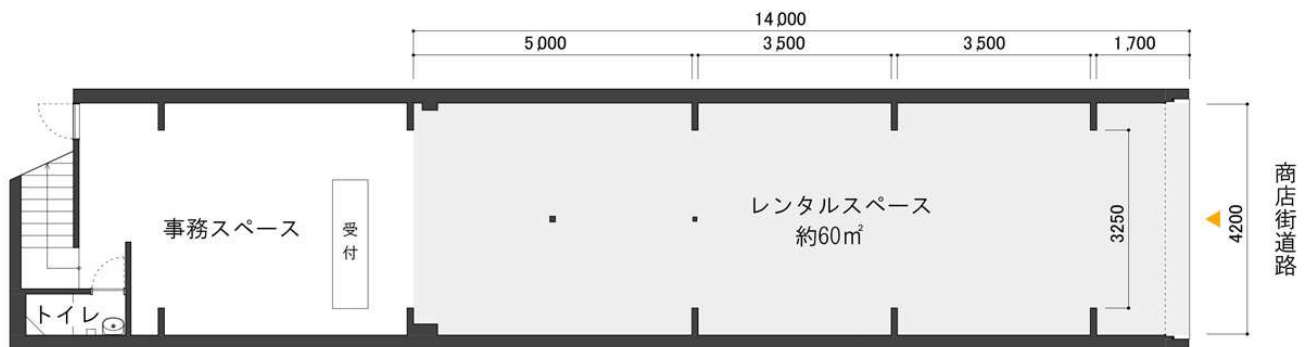 14,000
5,000
3,500
3,500
1,700
事務スペース
受付
レンタルスペース
約60㎡
3250
4200
商店街道路
トイレ